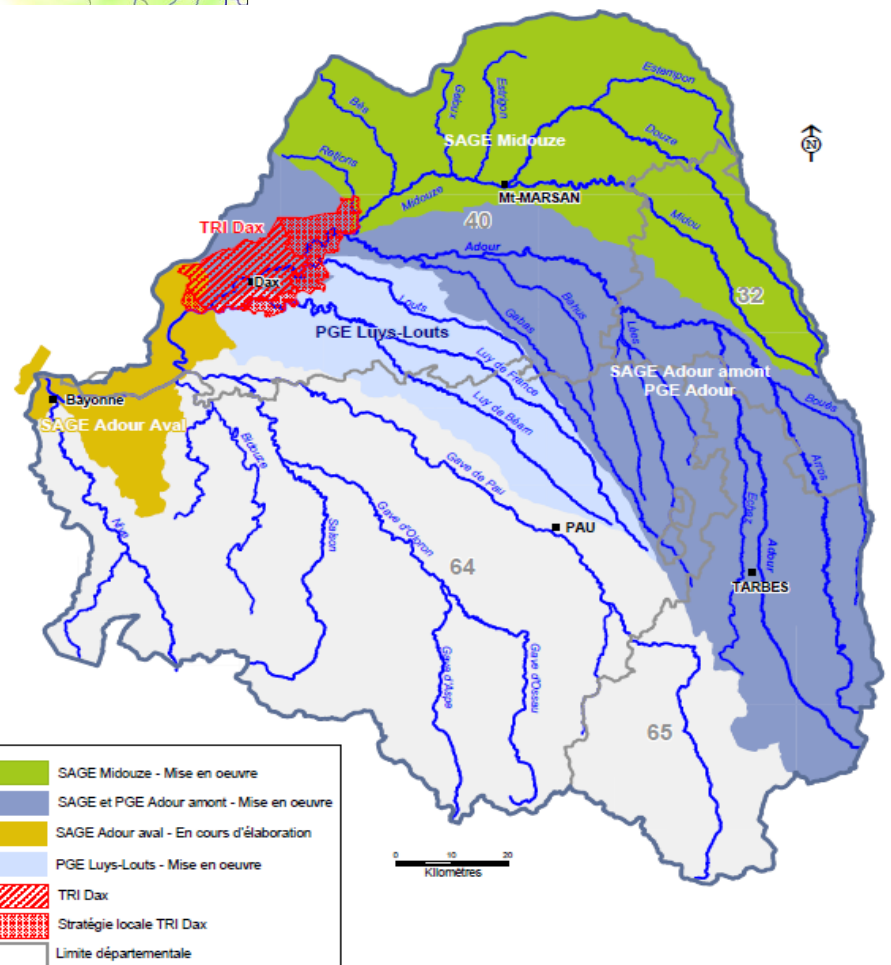 Bès
Geloux
Estrigon
Estampon
Douze
SAGE Midouze
Retjons
N
Midouze
Mt-MARSAN
Midou
40
TRI Dax
Adour
Dax
32
Louts
Gabas
Bahus
Lées
PGE Luys-Louts
Luy de France
SAGE Adour amont
PGE Adour
Luy de Béarn
Bayonne
SAGE Adour Aval
Bouès
Arros
Bidouze
Gave de Pau
Echez
Adour
Nive
Saison
Gave d'Oloron
PAU
64
TARBES
Gave d'Aspe
Gave d'Ossau
65
SAGE Midouze - Mise en oeuvre
SAGE et PGE Adour amont - Mise en oeuvre
SAGE Adour aval - En cours d'élaboration
PGE Luys-Louts - Mise en oeuvre
TRI Dax
Stratégie locale TRI Dax
Limite départementale
0 10 20
Kilomètres